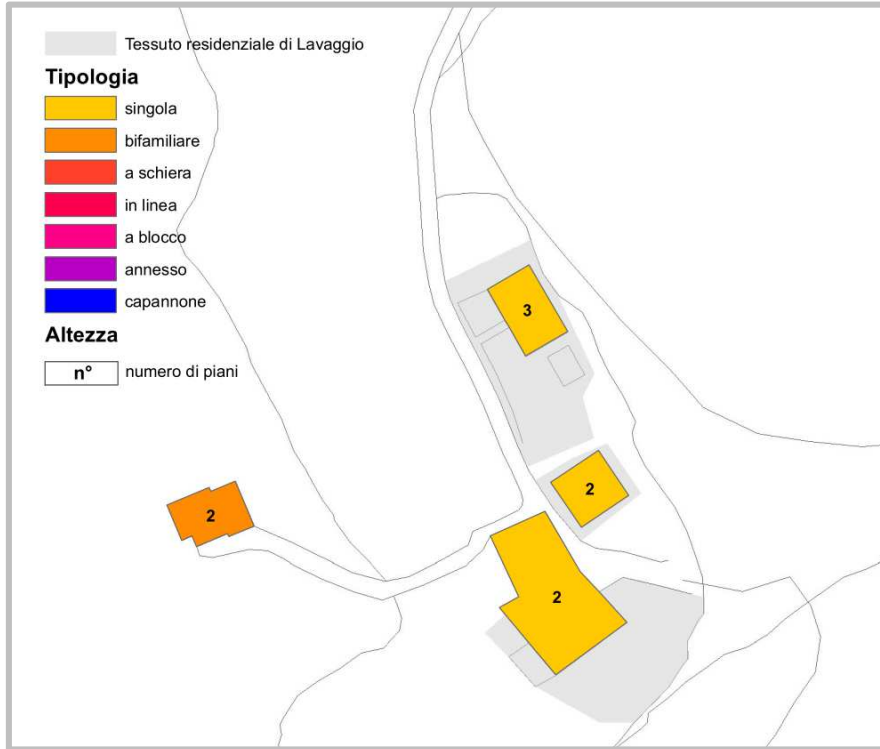 Tessuto residenziale di Lavaggio
Tipologia
singola
bifamiliare
a schiera
in linea
a blocco
annesso
capannone
Altezza
n° numero di piani
3
2
2
2